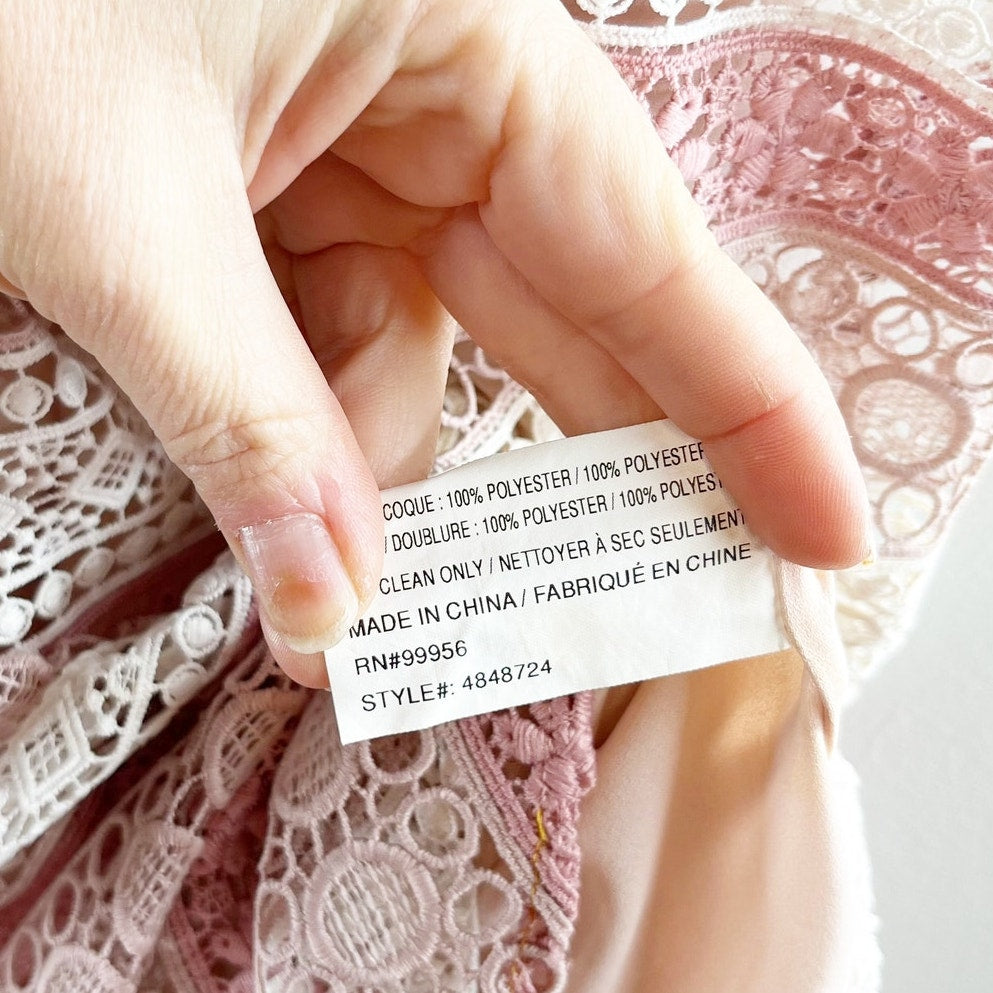 COQUE : 100% POLYESTER / 100% POLYESTER
/ DOUBLURE : 100% POLYESTER / 100%
CLEAN ONLY / NETTOYER À SEC SEULEMENT
MADE IN CHINA / FABRIQUÉ EN CHINE
RN#99956
STYLE#: 4848724